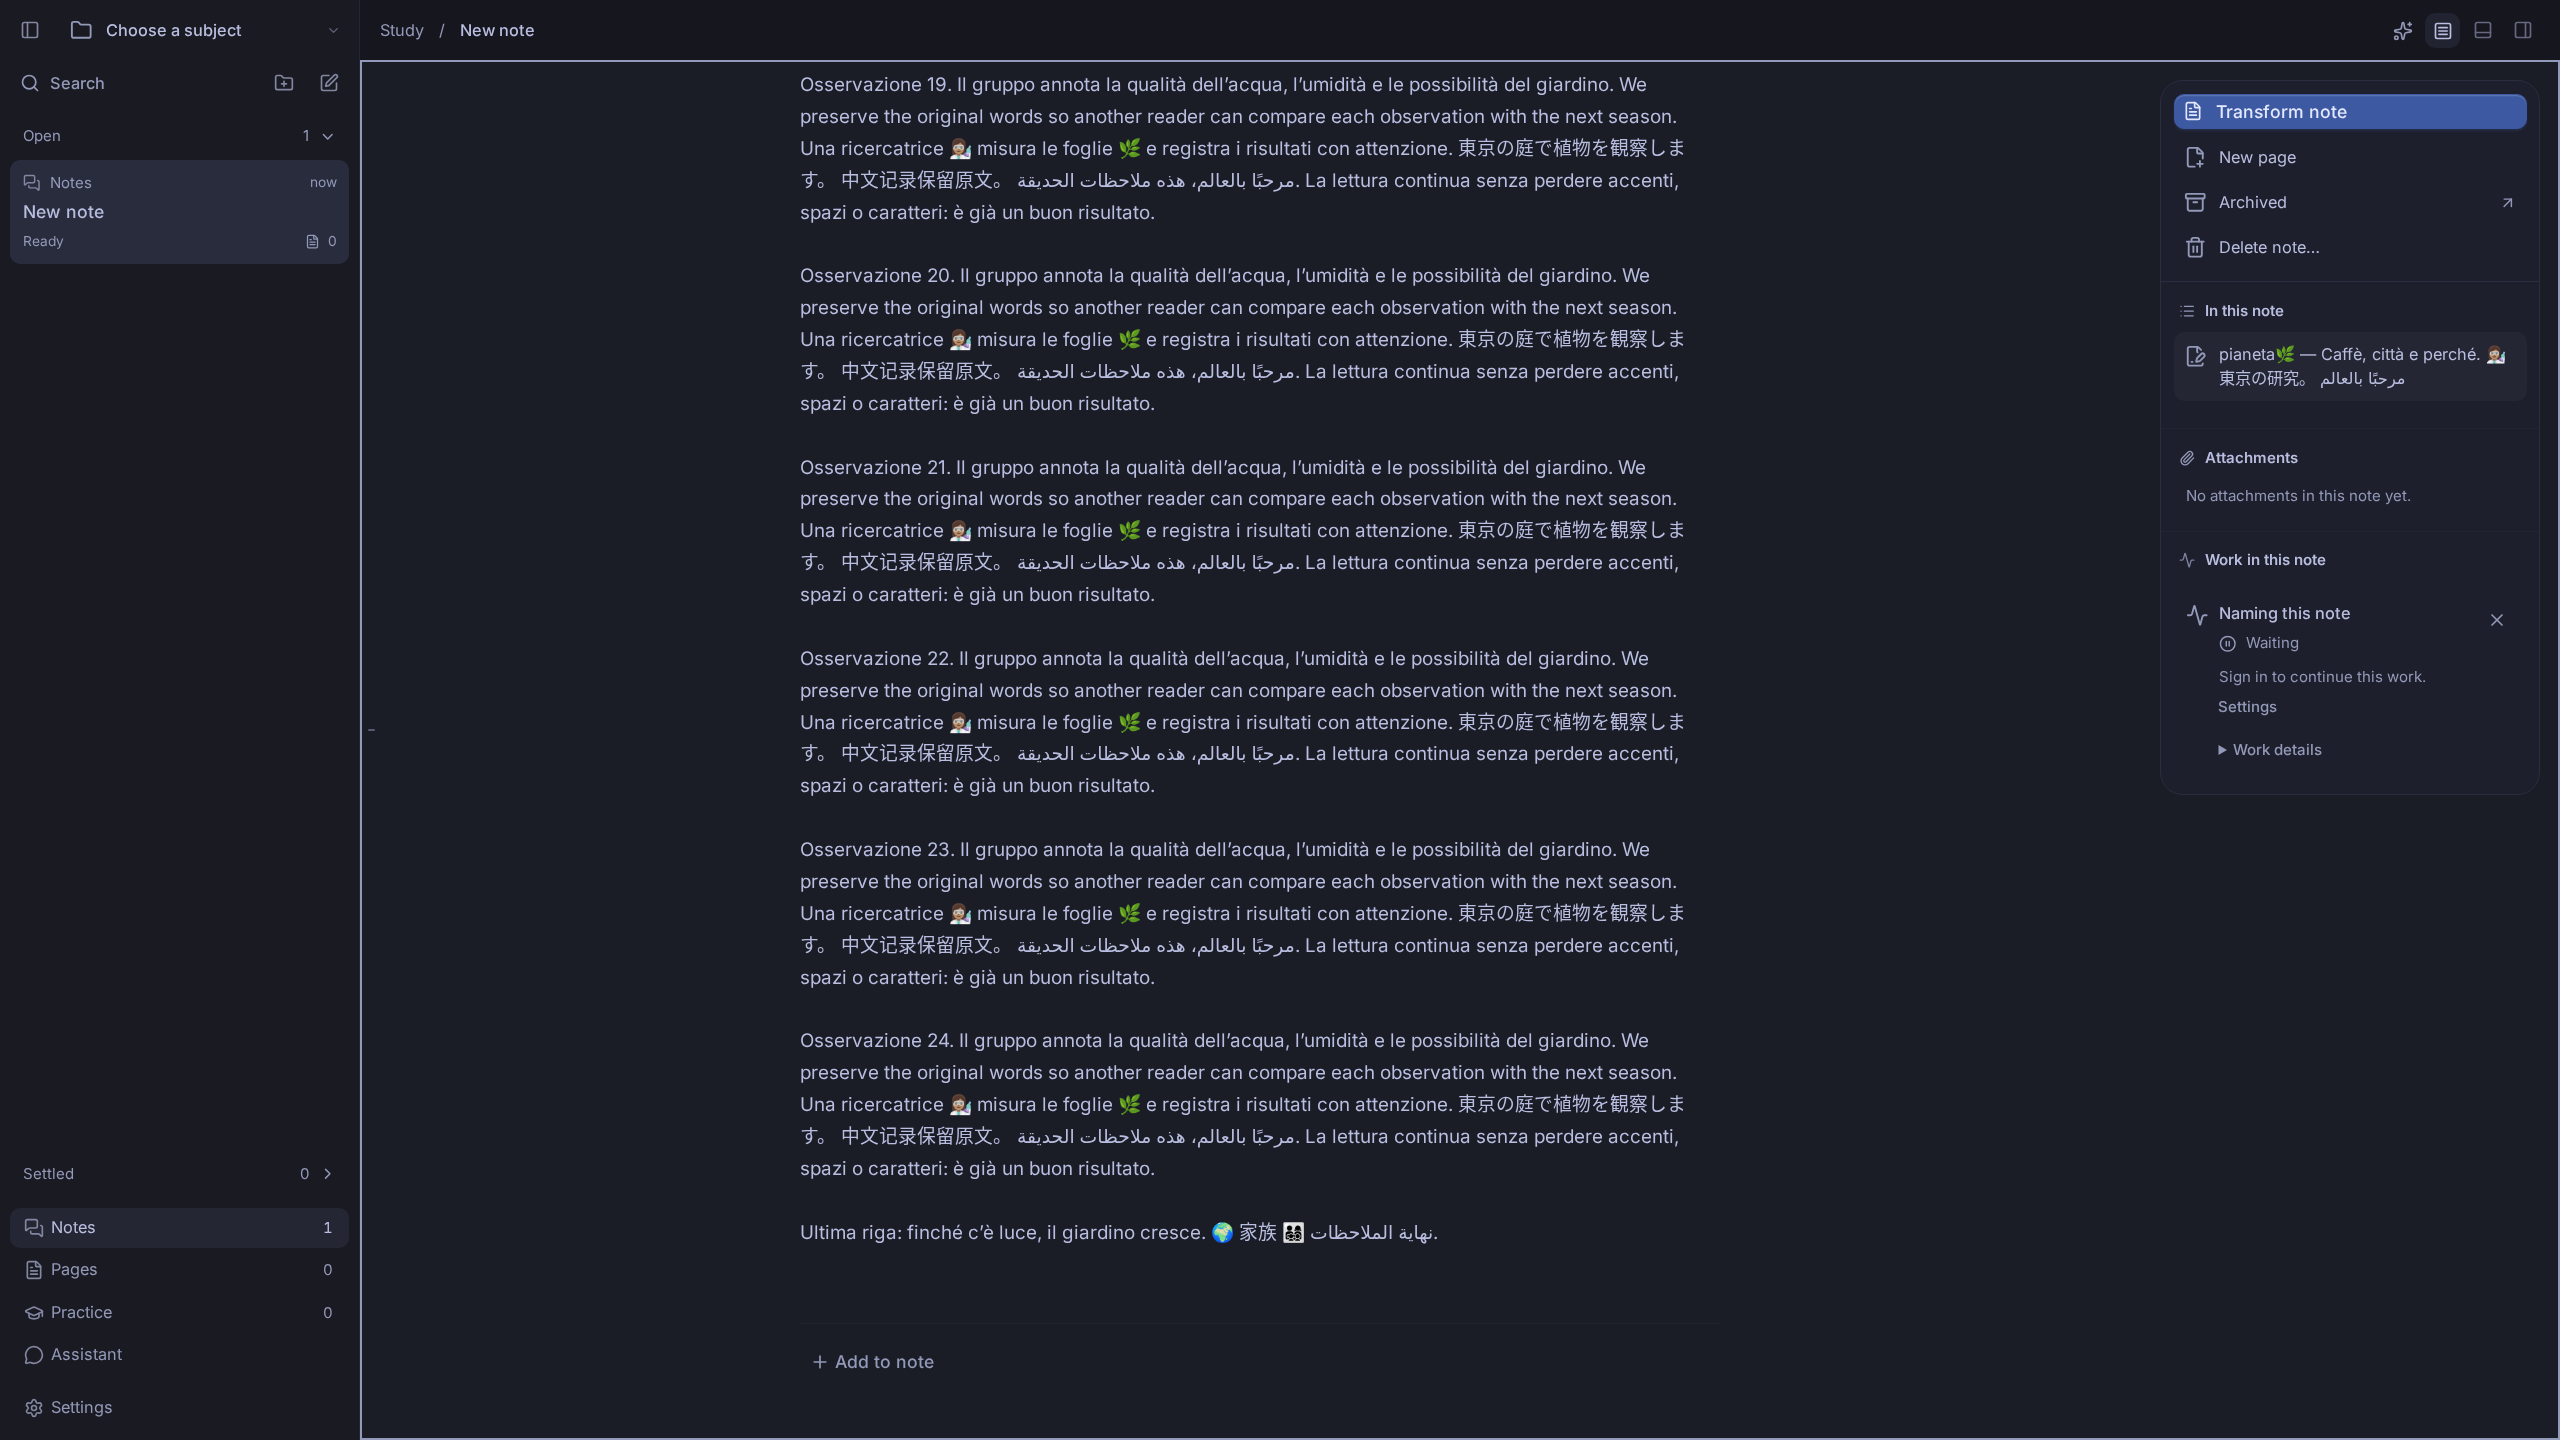 Choose a subject
Study / New note
Search
Open 1
Notes now
New note
Ready 0
Osservazione 19. Il gruppo annota la qualità dell’acqua, l’umidità e le possibilità del giardino. We
preserve the original words so another reader can compare each observation with the next season.
Una ricercatrice 👩🏽‍🔬 misura le foglie 🌿 e registra i risultati con attenzione. 東京の庭で植物を観察しま
す。 中文记录保留原文。 مرحبًا بالعالم، هذه ملاحظات الحديقة. La lettura continua senza perdere accenti,
spazi o caratteri: è già un buon risultato.
Osservazione 20. Il gruppo annota la qualità dell’acqua, l’umidità e le possibilità del giardino. We
preserve the original words so another reader can compare each observation with the next season.
Una ricercatrice 👩🏽‍🔬 misura le foglie 🌿 e registra i risultati con attenzione. 東京の庭で植物を観察しま
す。 中文记录保留原文。 مرحبًا بالعالم، هذه ملاحظات الحديقة. La lettura continua senza perdere accenti,
spazi o caratteri: è già un buon risultato.
Osservazione 21. Il gruppo annota la qualità dell’acqua, l’umidità e le possibilità del giardino. We
preserve the original words so another reader can compare each observation with the next season.
Una ricercatrice 👩🏽‍🔬 misura le foglie 🌿 e registra i risultati con attenzione. 東京の庭で植物を観察しま
す。 中文记录保留原文。 مرحبًا بالعالم، هذه ملاحظات الحديقة. La lettura continua senza perdere accenti,
spazi o caratteri: è già un buon risultato.
Osservazione 22. Il gruppo annota la qualità dell’acqua, l’umidità e le possibilità del giardino. We
preserve the original words so another reader can compare each observation with the next season.
Una ricercatrice 👩🏽‍🔬 misura le foglie 🌿 e registra i risultati con attenzione. 東京の庭で植物を観察しま
す。 中文记录保留原文。 مرحبًا بالعالم، هذه ملاحظات الحديقة. La lettura continua senza perdere accenti,
spazi o caratteri: è già un buon risultato.
Osservazione 23. Il gruppo annota la qualità dell’acqua, l’umidità e le possibilità del giardino. We
preserve the original words so another reader can compare each observation with the next season.
Una ricercatrice 👩🏽‍🔬 misura le foglie 🌿 e registra i risultati con attenzione. 東京の庭で植物を観察しま
す。 中文记录保留原文。 مرحبًا بالعالم، هذه ملاحظات الحديقة. La lettura continua senza perdere accenti,
spazi o caratteri: è già un buon risultato.
Osservazione 24. Il gruppo annota la qualità dell’acqua, l’umidità e le possibilità del giardino. We
preserve the original words so another reader can compare each observation with the next season.
Una ricercatrice 👩🏽‍🔬 misura le foglie 🌿 e registra i risultati con attenzione. 東京の庭で植物を観察しま
す。 中文记录保留原文。 مرحبًا بالعالم، هذه ملاحظات الحديقة. La lettura continua senza perdere accenti,
spazi o caratteri: è già un buon risultato.
Ultima riga: finché c’è luce, il giardino cresce. 🌍 家族 👨‍👩‍👧‍👦 نهاية الملاحظات.
Add to note
Transform note
New page
Archived
Delete note…
In this note
pianeta🌿 — Caffè, città e perché. 👩🏽‍🔬
東京の研究。 مرحبًا بالعالم
Attachments
No attachments in this note yet.
Work in this note
Naming this note
Waiting
Sign in to continue this work.
Settings
Work details
Settled 0
Notes 1
Pages 0
Practice 0
Assistant
Settings